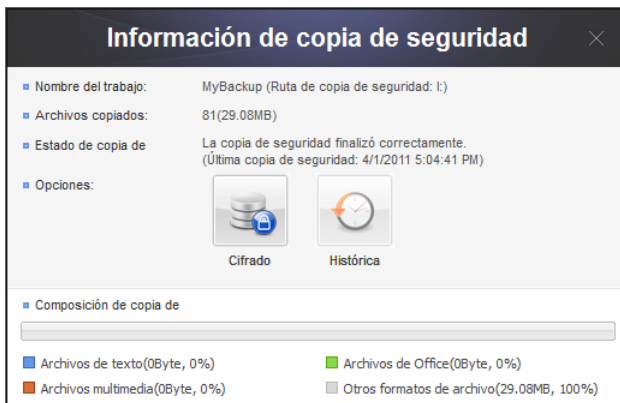 Información de copia de seguridad
Nombre del trabajo: MyBackup (Ruta de copia de seguridad: I:)
Archivos copiados: 81(29.08MB)
Estado de copia de La copia de seguridad finalizó correctamente.
(Última copia de seguridad: 4/1/2011 5:04:41 PM)
Opciones:
Cifrado Histórica
Composición de copia de
Archivos de texto(0Byte, 0%) Archivos de Office(0Byte, 0%)
Archivos multimedia(0Byte, 0%) Otros formatos de archivo(29.08MB, 100%)